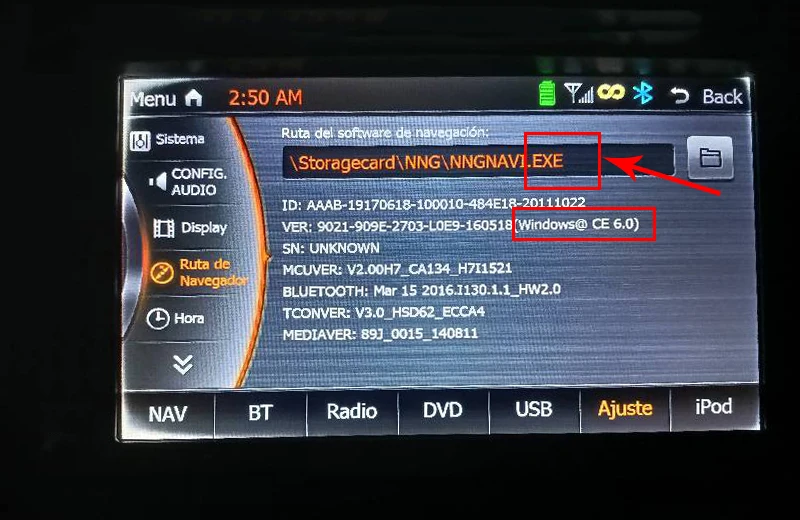 Menu 2:50 AM Back
Sistema
CONFIG.
AUDIO
Display
Ruta de
Navegador
Hora
Ruta del software de navegación:
\Storagecard\NNG\NNGNAVI.EXE
ID: AAAB-19170618-100010-484E18-20111022
VER: 9021-909E-2703-L0E9-160518(Windows@ CE 6.0)
SN: UNKNOWN
MCUVER: V2.00H7_CA134_H7I1521
BLUETOOTH: Mar 15 2016.I130.1.1_HW2.0
TCONVER: V3.0_HSD62_ECCA4
MEDIAVER: 89J_0015_140811
NAV BT Radio DVD USB Ajuste iPod